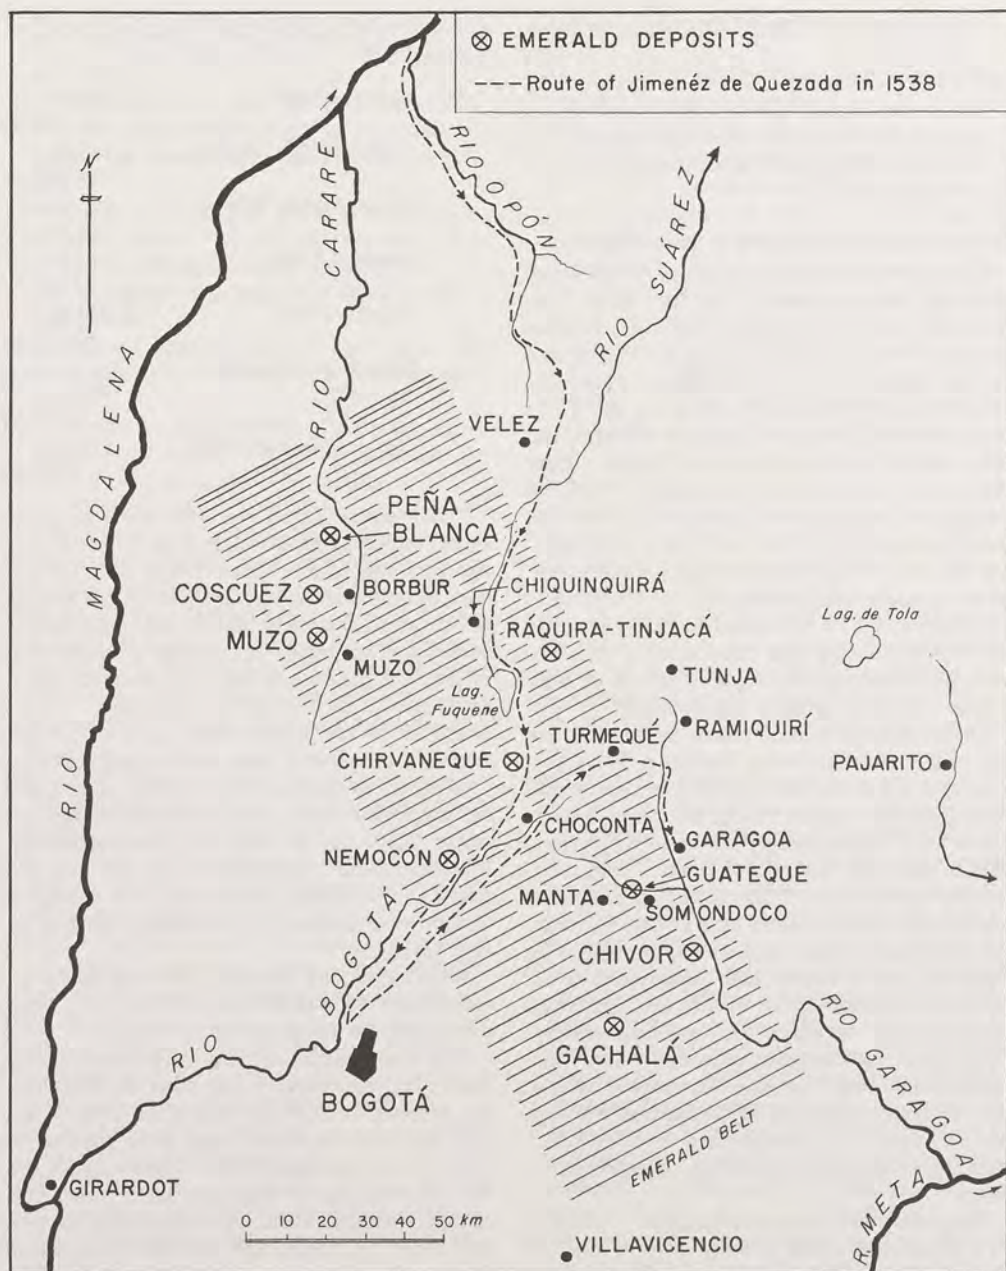 EMERALD DEPOSITS
Route of Jimenéz de Quezada in 1538
N
RIO CARARE
RIO OPÓN
RIO SUÁREZ
RIO MAGDALENA
VELEZ
PEÑA
BLANCA
COSCUEZ
BORBUR
CHIQUINQUIRÁ
MUZO
RÁQUIRA-TINJACÁ
Lag. de Tola
MUZO
TUNJA
Lag.
Fuquene
RAMIQUIRÍ
TURMEQUÉ
CHIRVANEQUE
PAJARITO
CHOCONTA
GARAGOA
NEMOCÓN
GUATEQUE
MANTA
SOMONDOCO
CHIVOR
RIO BOGOTÁ
GACHALÁ
RIO GARAGOA
BOGOTÁ
EMERALD BELT
R. META
GIRARDOT
0 10 20 30 40 50 km
VILLAVICENCIO